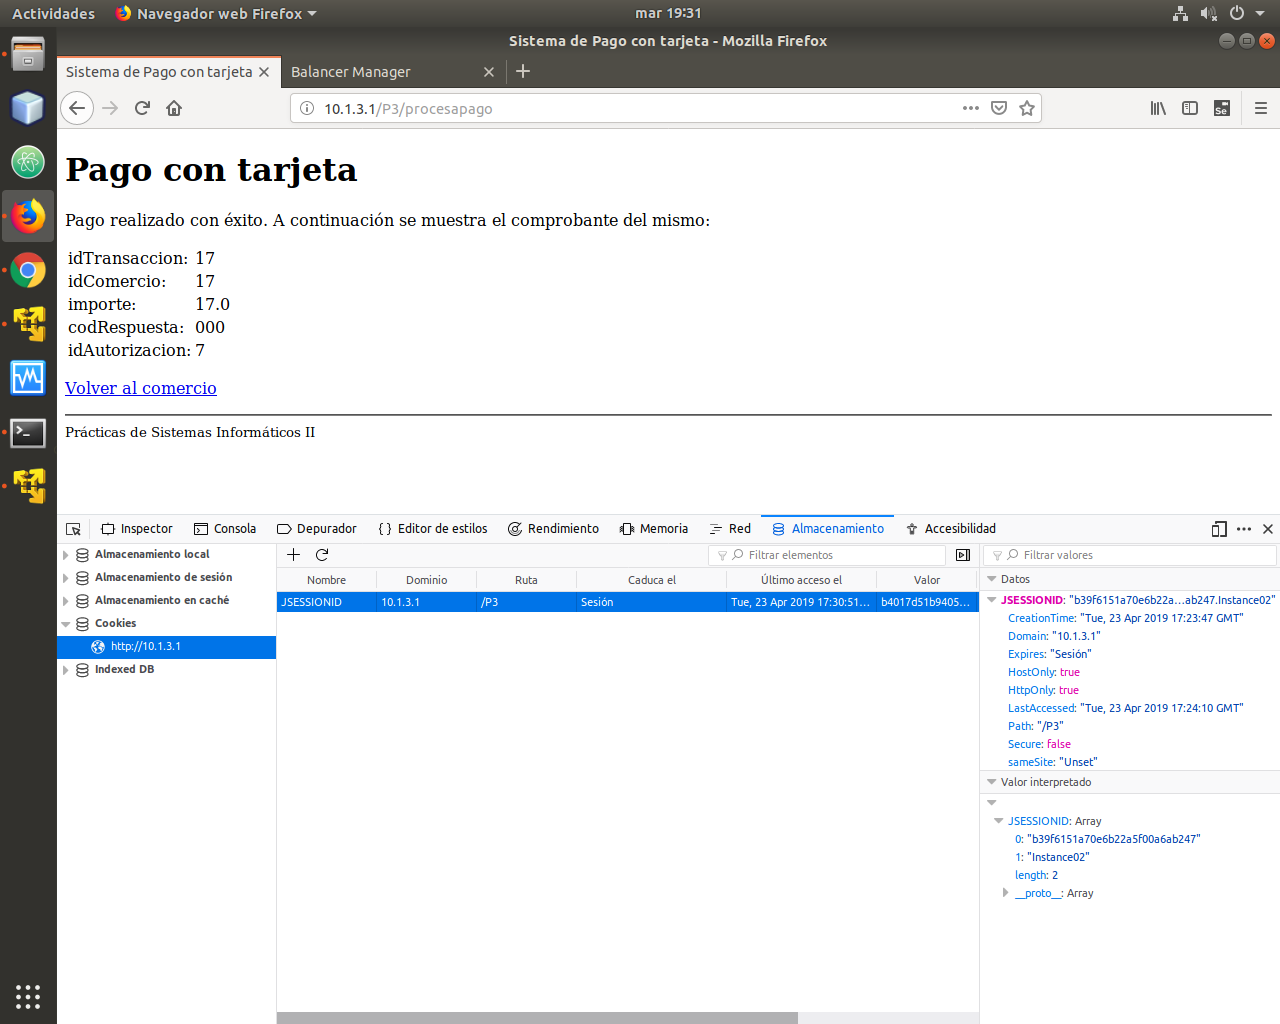 Actividades
Navegador web Firefox
mar 19:31
Sistema de Pago con tarjeta - Mozilla Firefox
Sistema de Pago con tarjeta
Balancer Manager
10.1.3.1/P3/procesapago
Se
Pago con tarjeta
Pago realizado con éxito. A continuación se muestra el comprobante del mismo:
idTransaccion: 17
idComercio: 17
importe: 17.0
codRespuesta: 000
idAutorizacion: 7
Volver al comercio
Prácticas de Sistemas Informáticos II
Inspector
Consola
Depurador
Editor de estilos
Rendimiento
Memoria
Red
Almacenamiento
Accesibilidad
Almacenamiento local
Almacenamiento de sesión
Almacenamiento en caché
Cookies
http://10.1.3.1
Indexed DB
Filtrar elementos
Nombre Dominio Ruta Caduca el Último acceso el Valor
JSESSIONID 10.1.3.1 /P3 Sesión Tue, 23 Apr 2019 17:30:51... b4017d51b9405...
Filtrar valores
Datos
JSESSIONID: "b39f6151a70e6b22a...ab247.Instance02"
CreationTime: "Tue, 23 Apr 2019 17:23:47 GMT"
Domain: "10.1.3.1"
Expires: "Sesión"
HostOnly: true
HttpOnly: true
LastAccessed: "Tue, 23 Apr 2019 17:24:10 GMT"
Path: "/P3"
Secure: false
sameSite: "Unset"
Valor interpretado
JSESSIONID: Array
0: "b39f6151a70e6b22a5f00a6ab247"
1: "Instance02"
length: 2
__proto__: Array